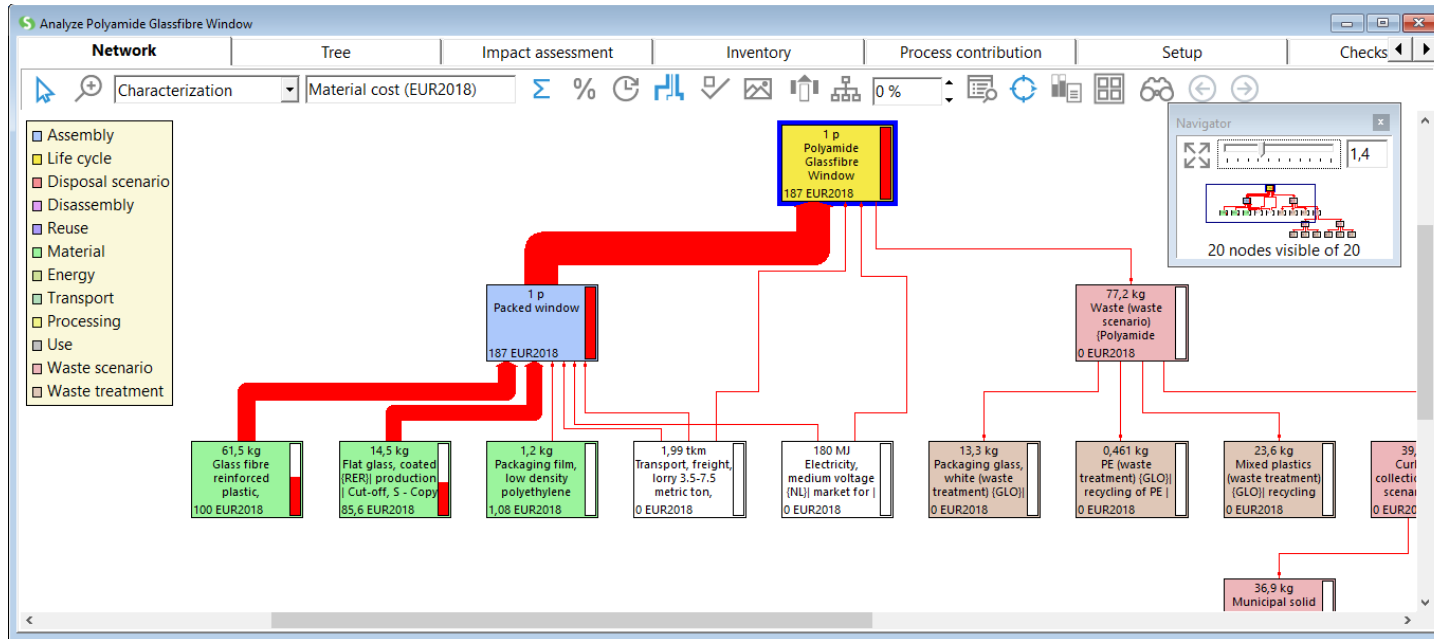 Analyze Polyamide Glassfibre Window
Network
Tree
Impact assessment
Inventory
Process contribution
Setup
Checks
Characterization
Material cost (EUR2018)
Σ
%
0 %
Assembly
Life cycle
Disposal scenario
Disassembly
Reuse
Material
Energy
Transport
Processing
Use
Waste scenario
Waste treatment
Navigator
1,4
20 nodes visible of 20
1 p
Polyamide
Glassfibre
Window
187 EUR2018
1 p
Packed window
187 EUR2018
77,2 kg
Waste (waste
scenario)
{Polyamide
0 EUR2018
61,5 kg
Glass fibre
reinforced
plastic,
100 EUR2018
14,5 kg
Flat glass, coated
{RER}| production
| Cut-off, S - Copy
85,6 EUR2018
1,2 kg
Packaging film,
low density
polyethylene
1,08 EUR2018
1,99 tkm
Transport, freight,
lorry 3.5-7.5
metric ton,
0 EUR2018
180 MJ
Electricity,
medium voltage
{NL}| market for |
0 EUR2018
13,3 kg
Packaging glass,
white (waste
treatment) {GLO}|
0 EUR2018
0,461 kg
PE (waste
treatment) {GLO}|
recycling of PE |
0 EUR2018
23,6 kg
Mixed plastics
(waste treatment)
{GLO}| recycling
0 EUR2018
39,
Curl
collection
scenar
0 EUR20
36,9 kg
Municipal solid